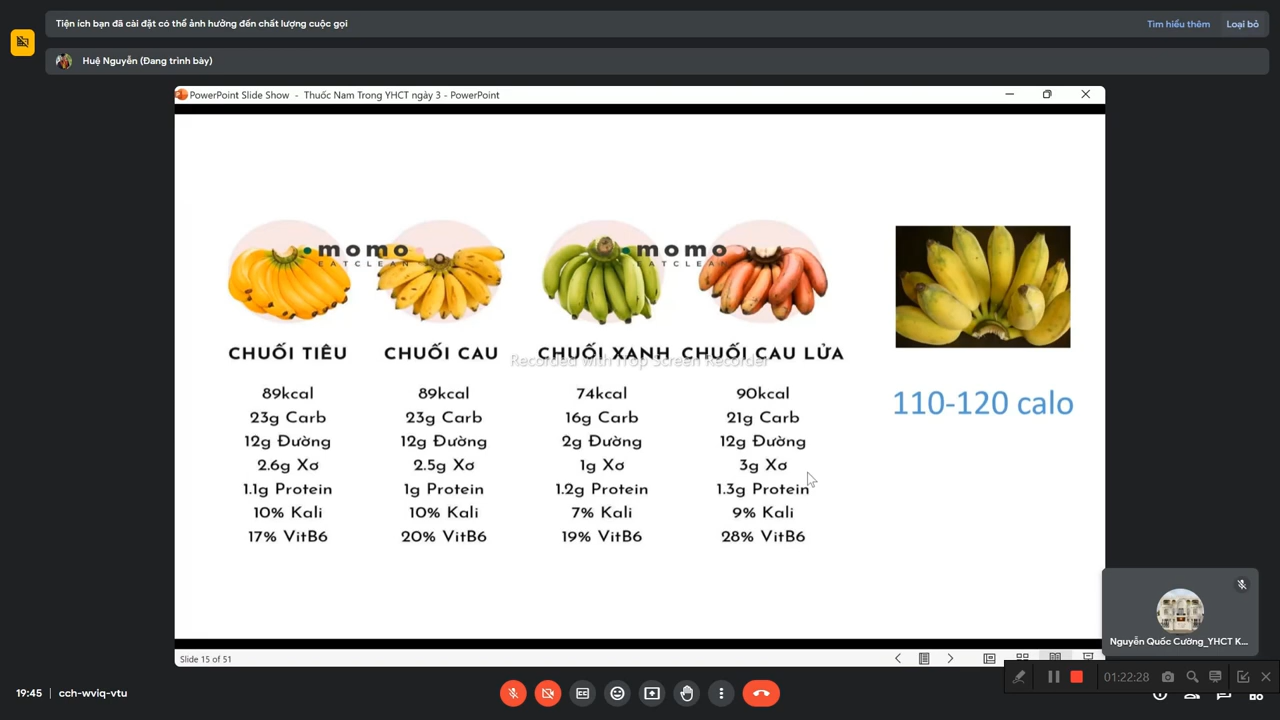 Tiện ích bạn đã cài đặt có thể ảnh hưởng đến chất lượng cuộc gọi
Tìm hiểu thêm
Loại bỏ
Huệ Nguyễn (Đang trình bày)
PowerPoint Slide Show - Thuốc Nam Trong YHCT ngày 3 - PowerPoint
momo
EATCLEAN
momo
EATCLEAN
CHUỐI TIÊU
89kcal
23g Carb
12g Đường
2.6g Xơ
1.1g Protein
10% Kali
17% VitB6
CHUỐI CAU
89kcal
23g Carb
12g Đường
2.5g Xơ
1g Protein
10% Kali
20% VitB6
CHUỐI XANH
74kcal
16g Carb
2g Đường
1g Xơ
1.2g Protein
7% Kali
19% VitB6
CHUỐI CAU LỬA
90kcal
21g Carb
12g Đường
3g Xơ
1.3g Protein
9% Kali
28% VitB6
110-120 calo
Recorded with iTop Screen Recorder
Nguyễn Quốc Cường_YHCT K...
Slide 15 of 51
01:22:28
19:45 | cch-wviq-vtu